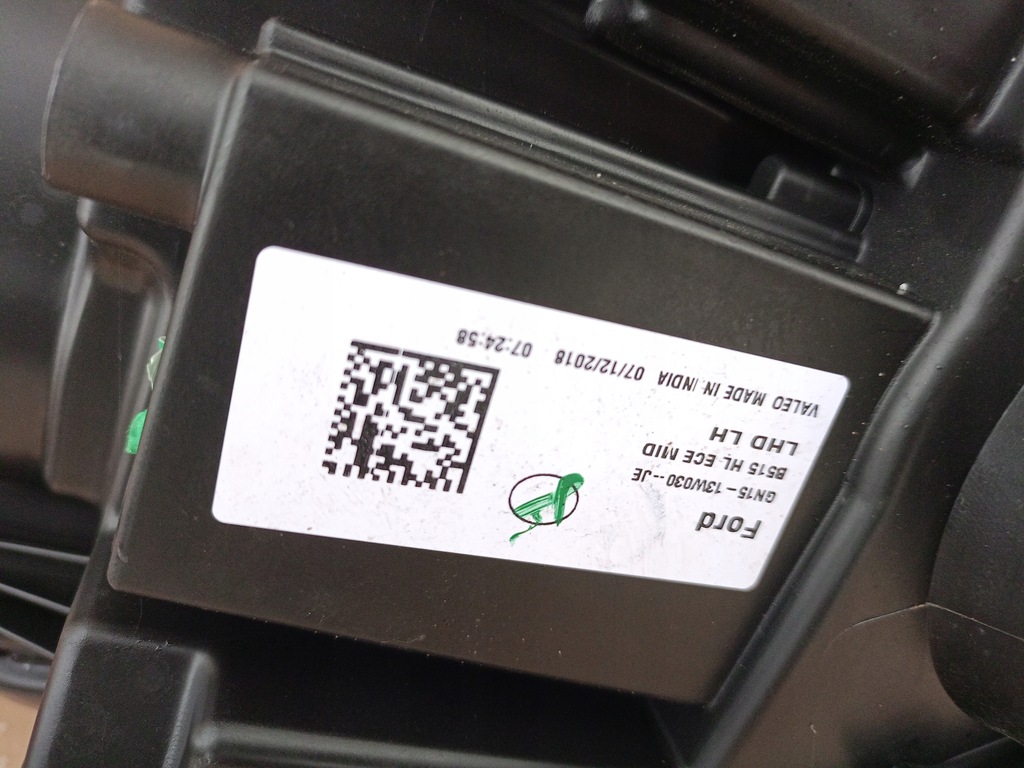 Ford
GN15-13W030--JE
B515 HL ECE MID
LHD LH
VALEO MADE IN INDIA 07/12/2018 07:24:58